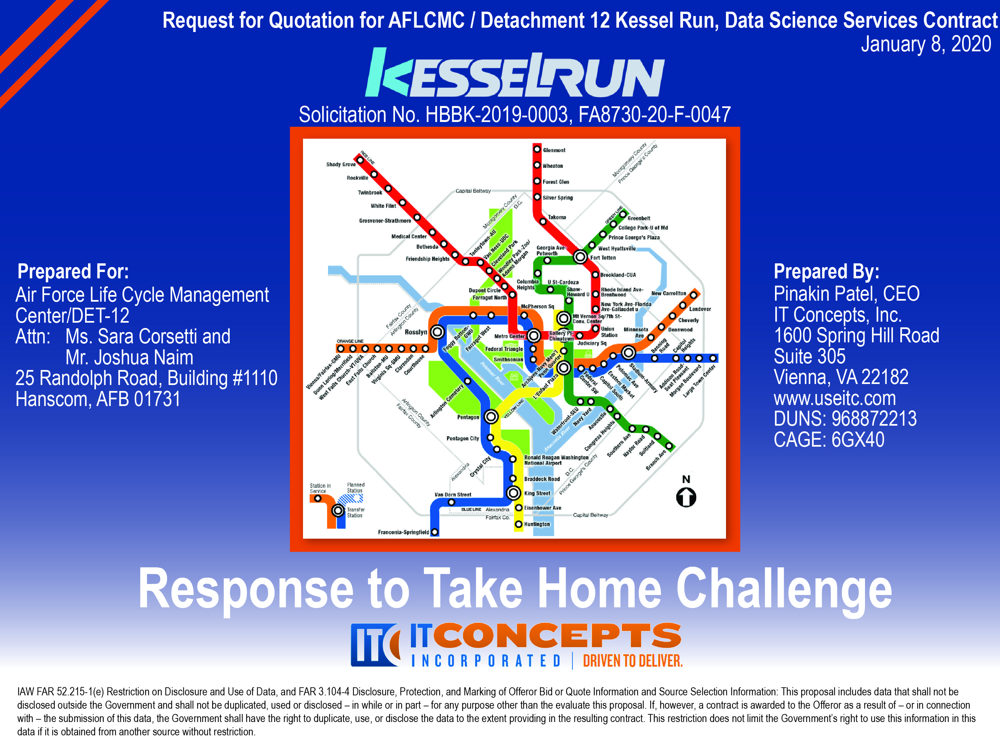 Request for Quotation for AFLCMC / Detachment 12 Kessel Run, Data Science Services Contract
January 8, 2020
KESSELRUN
Solicitation No. HBBK-2019-0003, FA8730-20-F-0047
Prepared For:
Air Force Life Cycle Management
Center/DET-12
Attn: Ms. Sara Corsetti and
Mr. Joshua Naim
25 Randolph Road, Building #1110
Hanscom, AFB 01731
RED LINE
Shady Grove
Rockville
Twinbrook
White Flint
Grosvenor-Strathmore
Medical Center
Bethesda
Friendship Heights
Tenleytown-AU
Van Ness-UDC
Cleveland Park
Woodley Park-Zoo/
Adams Morgan
Dupont Circle
Farragut North
Glenmont
Wheaton
Forest Glen
Silver Spring
Takoma
Montgomery County
Prince George's County
Capital Beltway
Montgomery County
D.C.
GREEN LINE
Greenbelt
College Park-U of Md
Prince George's Plaza
West Hyattsville
Fort Totten
Georgia Ave-
Petworth
Columbia
Heights
U St-Cardoza
Shaw-
Howard U
Brookland-CUA
Rhode Island Ave-
Brentwood
New York Ave-Florida
Ave-Gallaudet u
Mt Vernon Sq/7th St-
Conv. Center
Union
Station
Gallery Pl-
Chinatown
Judiciary Sq
McPherson Sq
Metro Center
Federal Triangle
Smithsonian
New Carrollton
Landover
Cheverly
Deanwood
Minnesota
Ave
Benning
Road
Capitol
Heights
Fairfax County
Arlington County
Rosslyn
Foggy Bottom-
GWU
Farragut West
ORANGE LINE
Vienna/Fairfax-GMU
Dunn Loring/Merrifield
West Falls Church-VT/UVA
East Falls Church
Ballston-MU
Virginia Sq GMU
Clarendon
Courthouse
Potomac River
Archives-Navy Mem'l
Penn Quarter
L'Enfant Plaza
Federal
Center SW
Capitol South
Eastern Market
Potomac Ave
Stadium-Armory
Addison Road-
Seat Pleasant
Morgan Boulevard
Largo Town Center
Arlington County
Fairfax County
Arlington Cemetery
Pentagon
YELLOW LINE
Waterfront-SEU
Navy Yard
Anacostia
Anacostia River
Congress Heights
Southern Ave
Naylor Road
Suitland
Branch Ave
Pentagon City
Crystal City
Alexandria
Ronald Reagan Washington
National Airport
Braddock Road
King Street
Eisenhower Ave
Huntington
D.C.
Prince George's County
Van Dorn Street
BLUE LINE
Alexandria
Fairfax Co.
Capital Beltway
Franconia-Springfield
Station in
Service
Planned
Station
Transfer
Station
N
Prepared By:
Pinakin Patel, CEO
IT Concepts, Inc.
1600 Spring Hill Road
Suite 305
Vienna, VA 22182
www.useitc.com
DUNS: 968872213
CAGE: 6GX40
Response to Take Home Challenge
ITC ITCONCEPTS
INCORPORATED | DRIVEN TO DELIVER.
IAW FAR 52.215-1(e) Restriction on Disclosure and Use of Data, and FAR 3.104-4 Disclosure, Protection, and Marking of Offeror Bid or Quote Information and Source Selection Information: This proposal includes data that shall not be
disclosed outside the Government and shall not be duplicated, used or disclosed – in while or in part – for any purpose other than the evaluate this proposal. If, however, a contract is awarded to the Offeror as a result of – or in connection
with – the submission of this data, the Government shall have the right to duplicate, use, or disclose the data to the extent providing in the resulting contract. This restriction does not limit the Government’s right to use this information in this
data if it is obtained from another source without restriction.